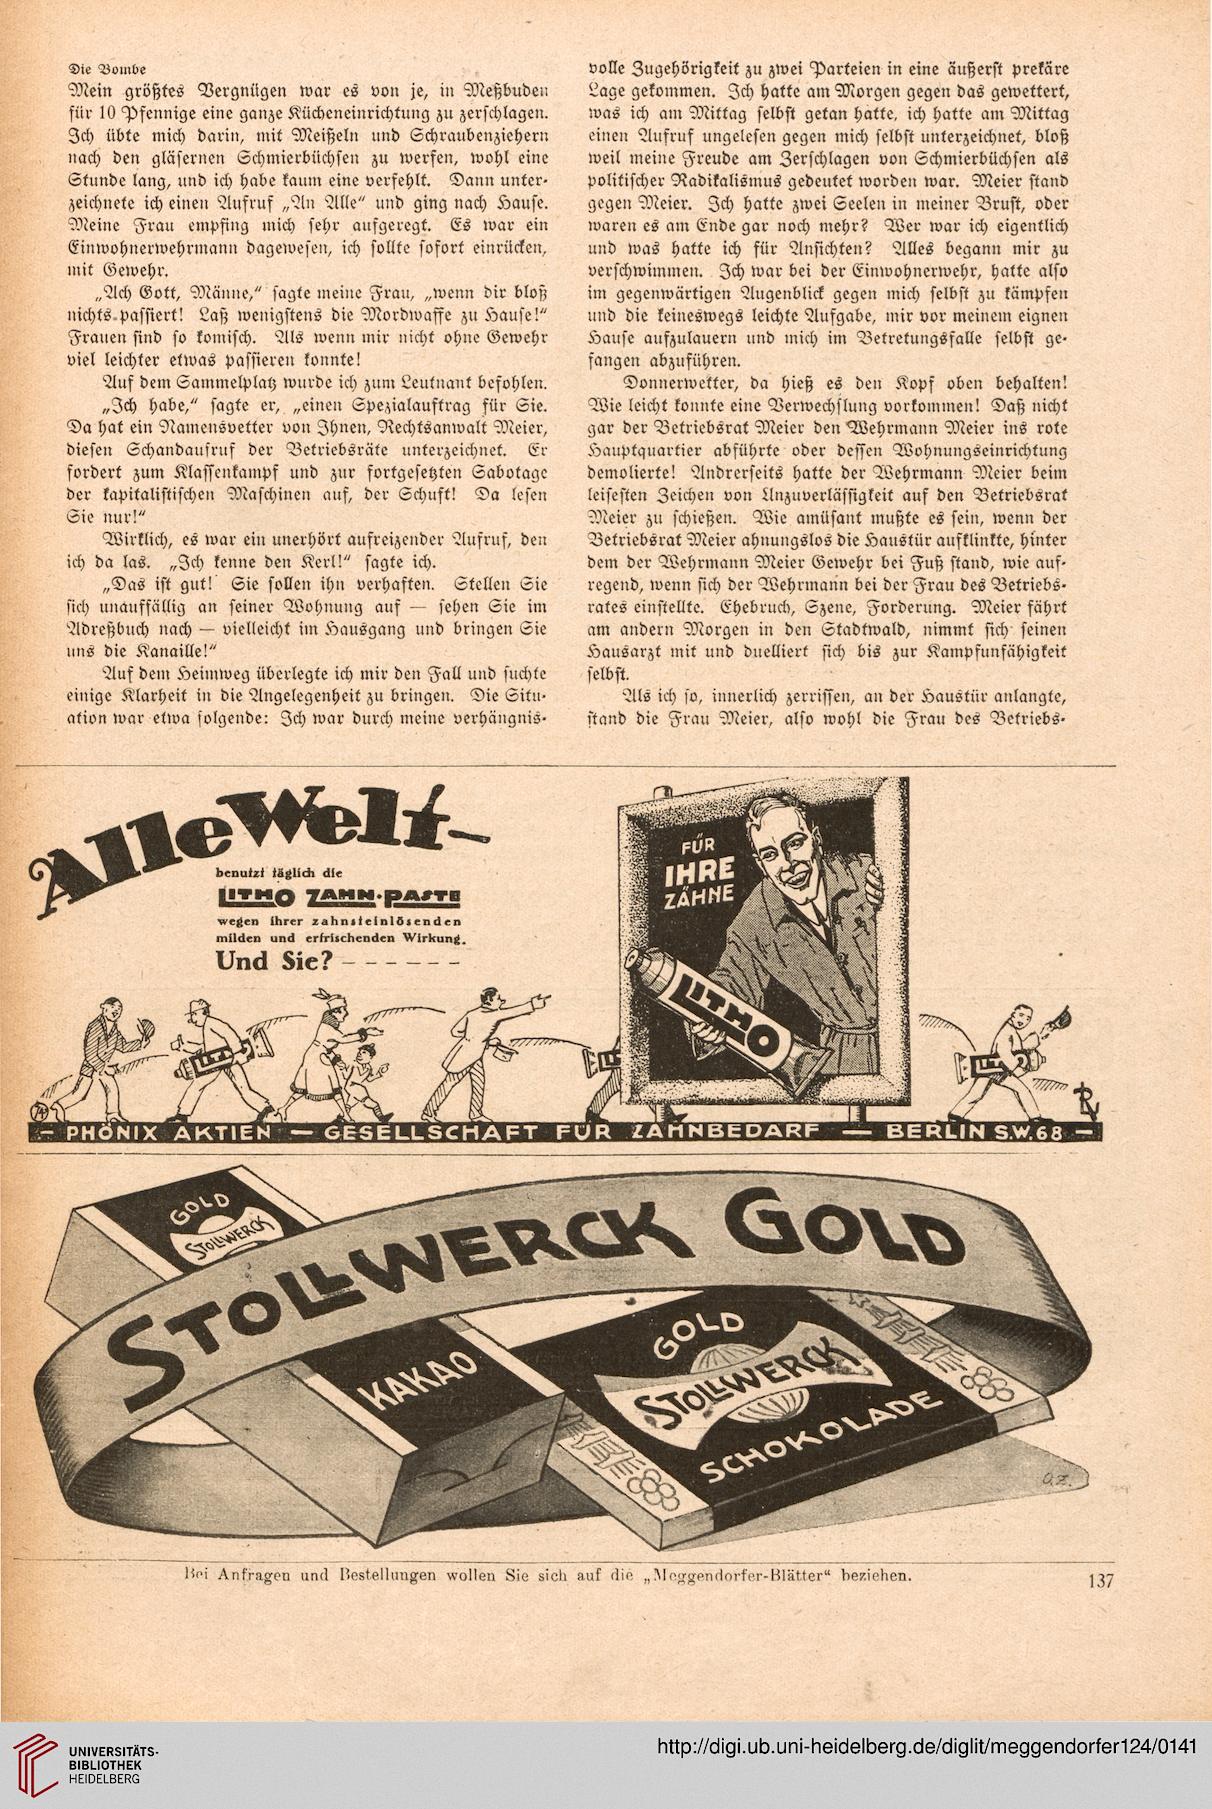 Die Bombe
Mein größtes Vergnügen war es von je, in Meßbuden
für 10 Pfennige eine ganze Kücheneinrichtung zu zerschlagen.
Ich übte mich darin, mit Meißeln und Schraubenziehern
nach den gläsernen Schmierbüchsen zu werfen, wohl eine
Stunde lang, und ich habe kaum eine verfehlt. Dann unter-
zeichnete ich einen Aufruf „An Alle“ und ging nach Hause.
Meine Frau empfing mich sehr aufgeregt. Es war ein
Einwohnerwehrmann dagewesen, ich sollte sofort einrücken,
mit Gewehr.
„Ach Gott, Männe,“ sagte meine Frau, „wenn dir bloß
nichts passiert! Laß wenigstens die Mordwaffe zu Hause!“
Frauen sind so komisch. Als wenn mir nicht ohne Gewehr
viel leichter etwas passieren konnte!
Auf dem Sammelplatz wurde ich zum Leutnant befohlen.
„Ich habe,“ sagte er, „einen Spezialauftrag für Sie.
Da hat ein Namensvetter von Ihnen, Rechtsanwalt Meier,
diesen Schandaufruf der Betriebsräte unterzeichnet. Er
fordert zum Klassenkampf und zur fortgesetzten Sabotage
der kapitalistischen Maschinen auf, der Schuft! Da lesen
Sie nur!“
Wirklich, es war ein unerhört aufreizender Aufruf, den
ich da las. „Ich kenne den Kerl!“ sagte ich.
„Das ist gut! Sie sollen ihn verhaften. Stellen Sie
sich unauffällig an seiner Wohnung auf — sehen Sie im
Adreßbuch nach — vielleicht im Hausgang und bringen Sie
uns die Kanaille!“
Auf dem Heimweg überlegte ich mir den Fall und suchte
einige Klarheit in die Angelegenheit zu bringen. Die Situ-
ation war etwa folgende: Ich war durch meine verhängnis-
volle Zugehörigkeit zu zwei Parteien in eine äußerst prekäre
Lage gekommen. Ich hatte am Morgen gegen das gewettert,
was ich am Mittag selbst getan hatte, ich hatte am Mittag
einen Aufruf ungelesen gegen mich selbst unterzeichnet, bloß
weil meine Freude am Zerschlagen von Schmierbüchsen als
politischer Radikalismus gedeutet worden war. Meier stand
gegen Meier. Ich hatte zwei Seelen in meiner Brust, oder
waren es am Ende gar noch mehr? Wer war ich eigentlich
und was hatte ich für Ansichten? Alles begann mir zu
verschwimmen. Ich war bei der Einwohnerwehr, hatte also
im gegenwärtigen Augenblick gegen mich selbst zu kämpfen
und die keineswegs leichte Aufgabe, mir vor meinem eignen
Hause aufzulauern und mich im Betretungsfalle selbst ge-
fangen abzuführen.
Donnerwetter, da hieß es den Kopf oben behalten!
Wie leicht konnte eine Verwechslung vorkommen! Daß nicht
gar der Betriebsrat Meier den Wehrmann Meier ins rote
Hauptquartier abführte oder dessen Wohnungseinrichtung
demolierte! Andrerseits hatte der Wehrmann Meier beim
leisesten Zeichen von Unzuverlässigkeit auf den Betriebsrat
Meier zu schießen. Wie amüsant mußte es sein, wenn der
Betriebsrat Meier ahnungslos die Haustür aufklinkte, hinter
dem der Wehrmann Meier Gewehr bei Fuß stand, wie auf-
regend, wenn sich der Wehrmann bei der Frau des Betriebs-
rates einstellte. Ehebruch, Szene, Forderung. Meier fährt
am andern Morgen in den Stadtwald, nimmt sich seinen
Hausarzt mit und duelliert sich bis zur Kampfunfähigkeit
selbst.
Als ich so, innerlich zerrissen, an der Haustür anlangte,
stand die Frau Meier, also wohl die Frau des Betriebs-
Alle Welt-
benutzt täglich die
LITHO ZAHN-PASTE
wegen ihrer zahnsteinlösenden
milden und erfrischenden Wirkung.
Und Sie? – – – – – –
FÜR
IHRE
ZÄHNE
LITHO
LITH
LIT
— PHÖNIX AKTIEN — GESELLSCHAFT FÜR ZAHNBEDARF — BERLIN S.W.68 —
GOLD
STOLLWERCK
STOLLWERCK GOLD
KAKAO
GOLD
STOLLWERCK
SCHOKOLADE
O.Z.
Bei Anfragen und Bestellungen wollen Sie sich auf die „Meggendorfer-Blätter“ beziehen.
137
UNIVERSITÄTS-
BIBLIOTHEK
HEIDELBERG
http://digi.ub.uni-heidelberg.de/diglit/meggendorfer124/0141